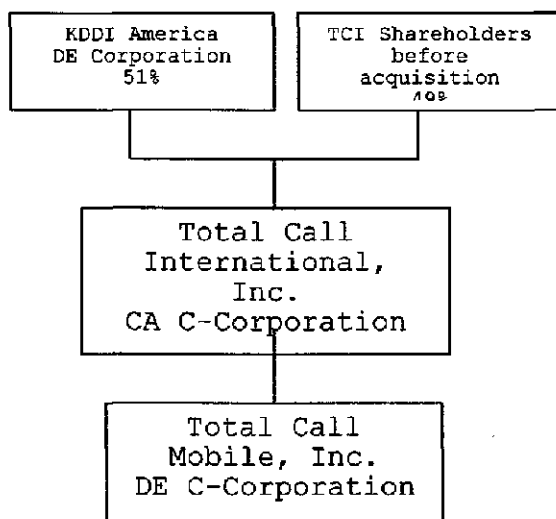 KDDI America
DE Corporation
51%
TCI Shareholders
before
acquisition
Total Call
International,
Inc.
CA C-Corporation
Total Call
Mobile, Inc.
DE C-Corporation